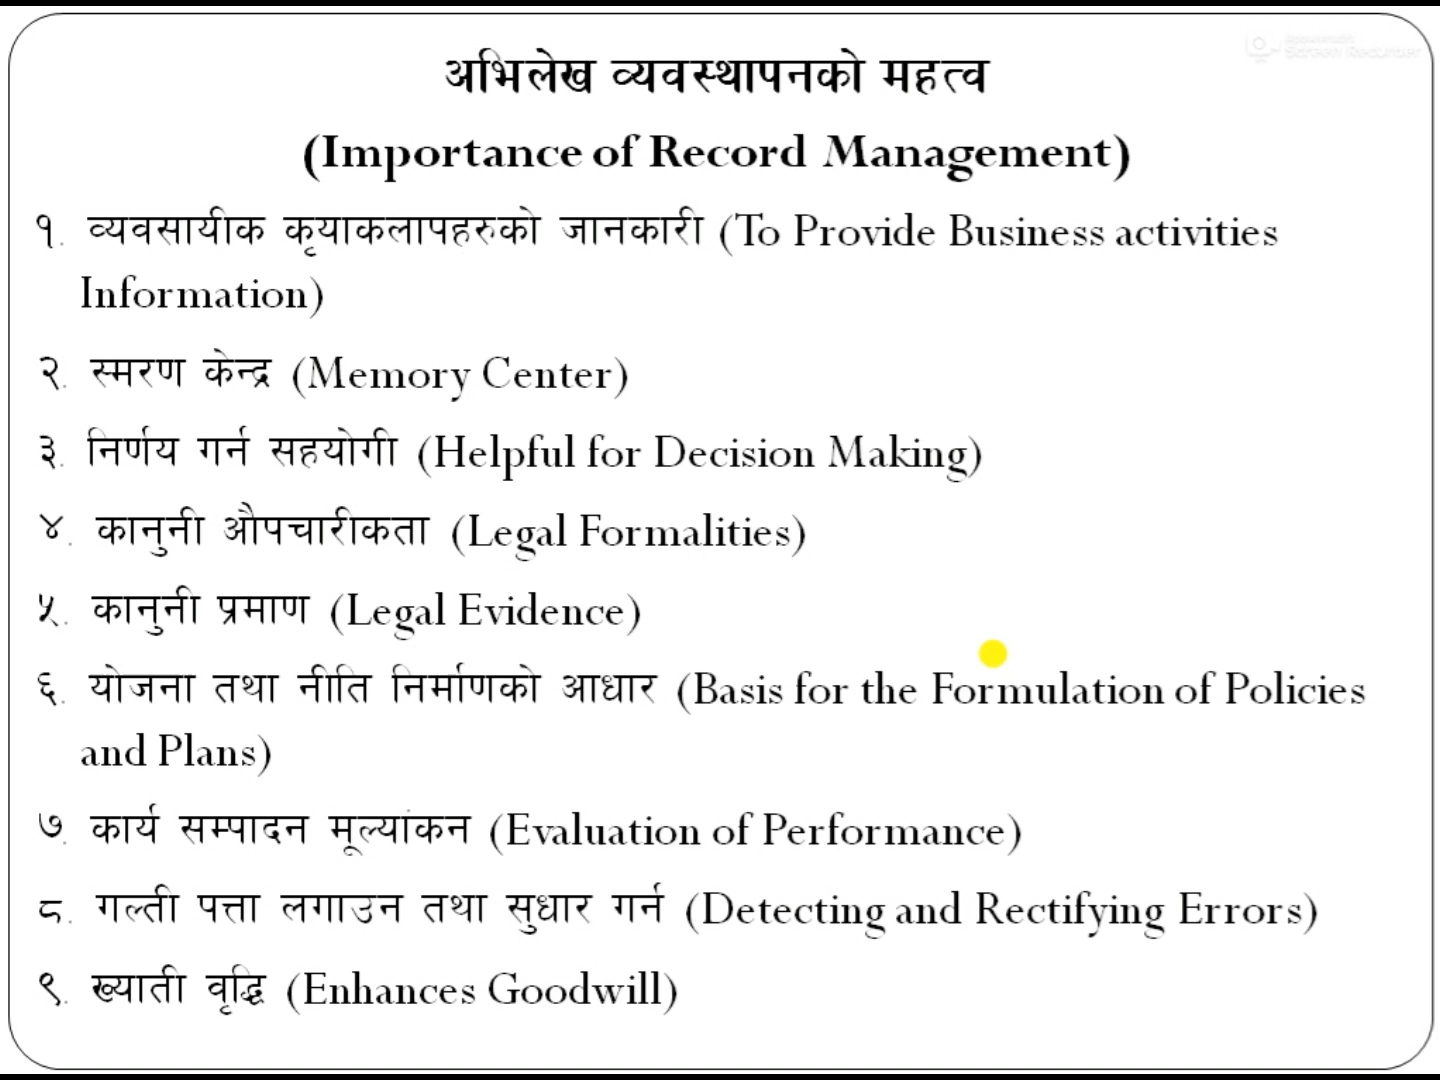 अभिलेख व्यवस्थापनको महत्व
(Importance of Record Management)
१. व्यवसायीक कृयाकलापहरुको जानकारी (To Provide Business activities
Information)
२. स्मरण केन्द्र (Memory Center)
३. निर्णय गर्न सहयोगी (Helpful for Decision Making)
४. कानुनी औपचारीकता (Legal Formalities)
५. कानुनी प्रमाण (Legal Evidence)
६. योजना तथा नीति निर्माणको आधार (Basis for the Formulation of Policies
and Plans)
७. कार्य सम्पादन मूल्यांकन (Evaluation of Performance)
८. गल्ती पत्ता लगाउन तथा सुधार गर्न (Detecting and Rectifying Errors)
९. ख्याती वृद्धि (Enhances Goodwill)
Screen Recorder